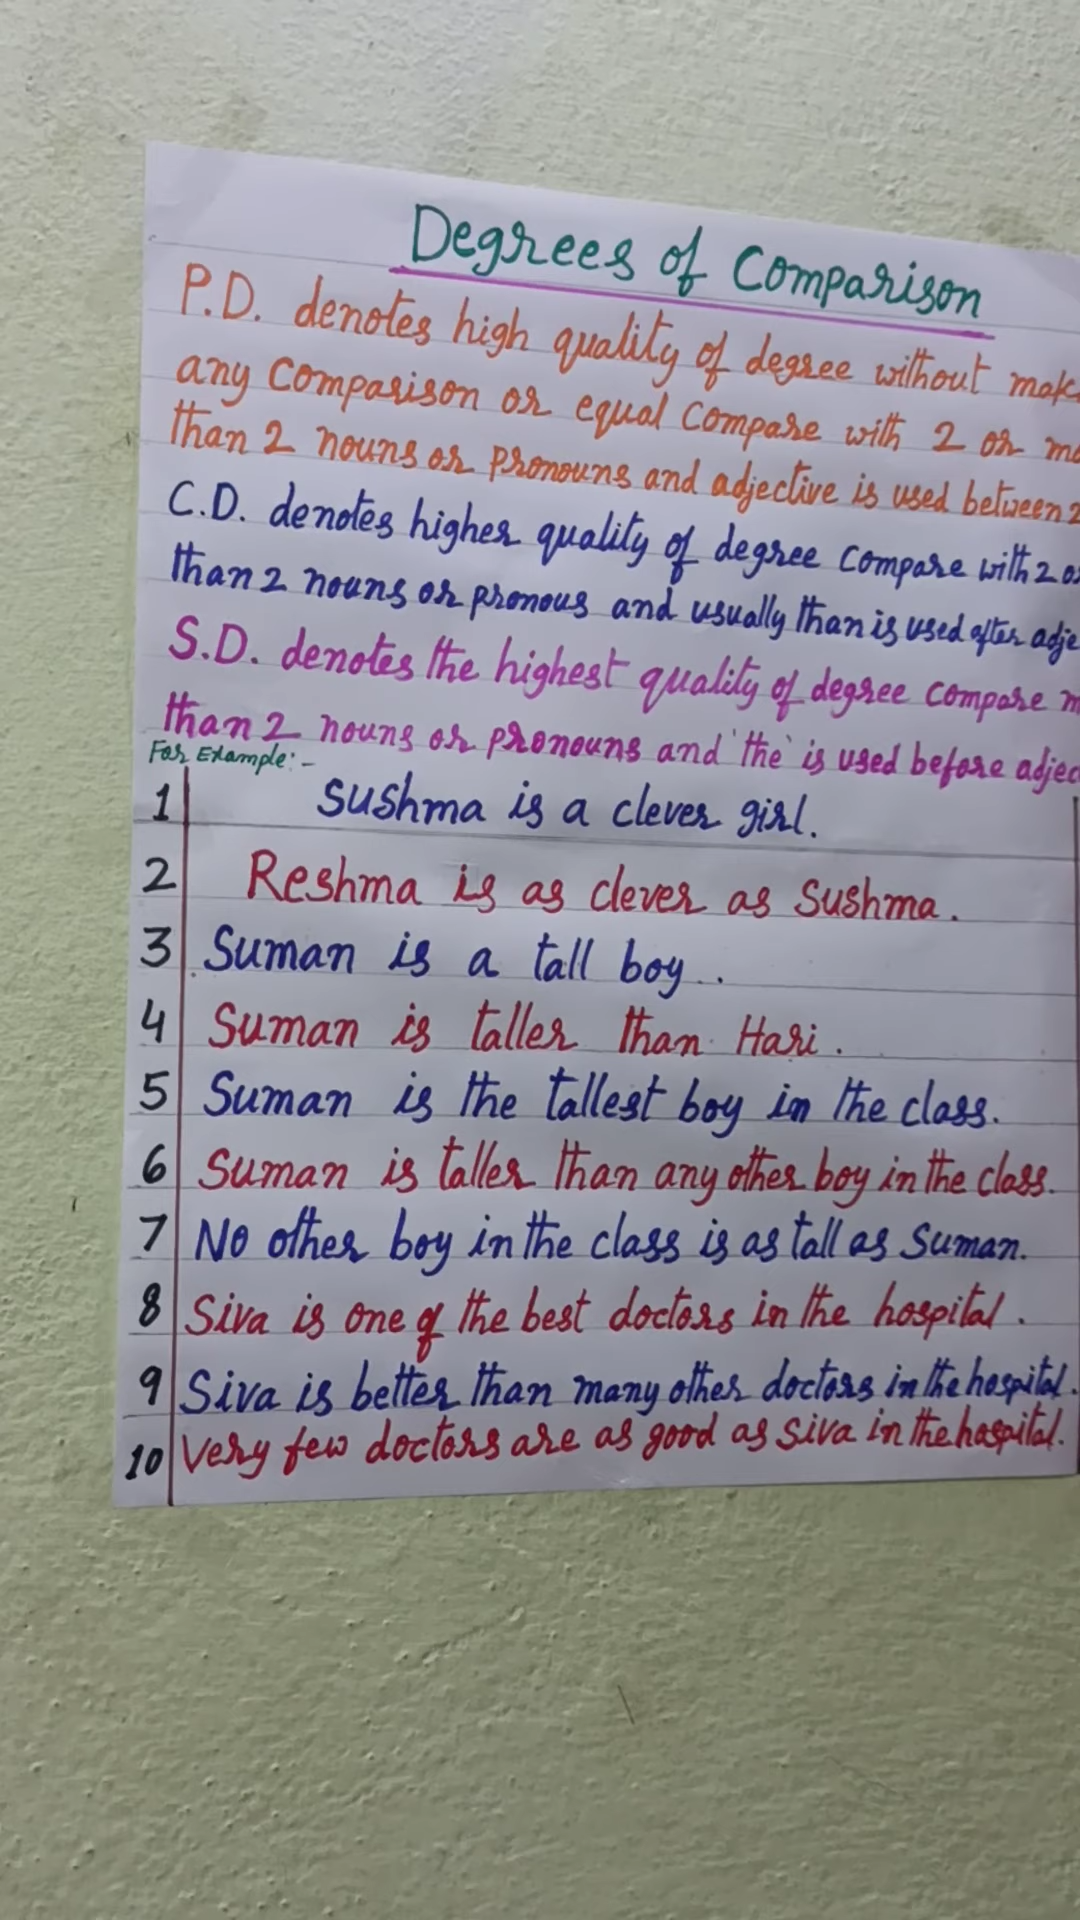 Degrees of Comparison
P.D. denotes high quality of degree without mak
any Comparison or equal Compare with 2 or mo
than 2 nouns or pronouns and adjective is used between 2
C.D. denotes higher quality of degree Compare with 2 or
than 2 nouns or pronous and usually than is used after adje
S.D. denotes the highest quality of degree compare m
than 2 nouns or pronouns and 'the' is used before adjec
For Example:-
1 Sushma is a clever girl.
2 Reshma is as clever as Sushma.
3 Suman is a tall boy..
4 Suman is taller than Hari.
5 Suman is the tallest boy in the class.
6 Suman is taller than any other boy in the class.
7 No other boy in the class is as tall as Suman.
8 Siva is one of the best doctors in the hospital.
9 Siva is better than many other doctors in the hospital.
10 Very few doctors are as good as Siva in the hospital.